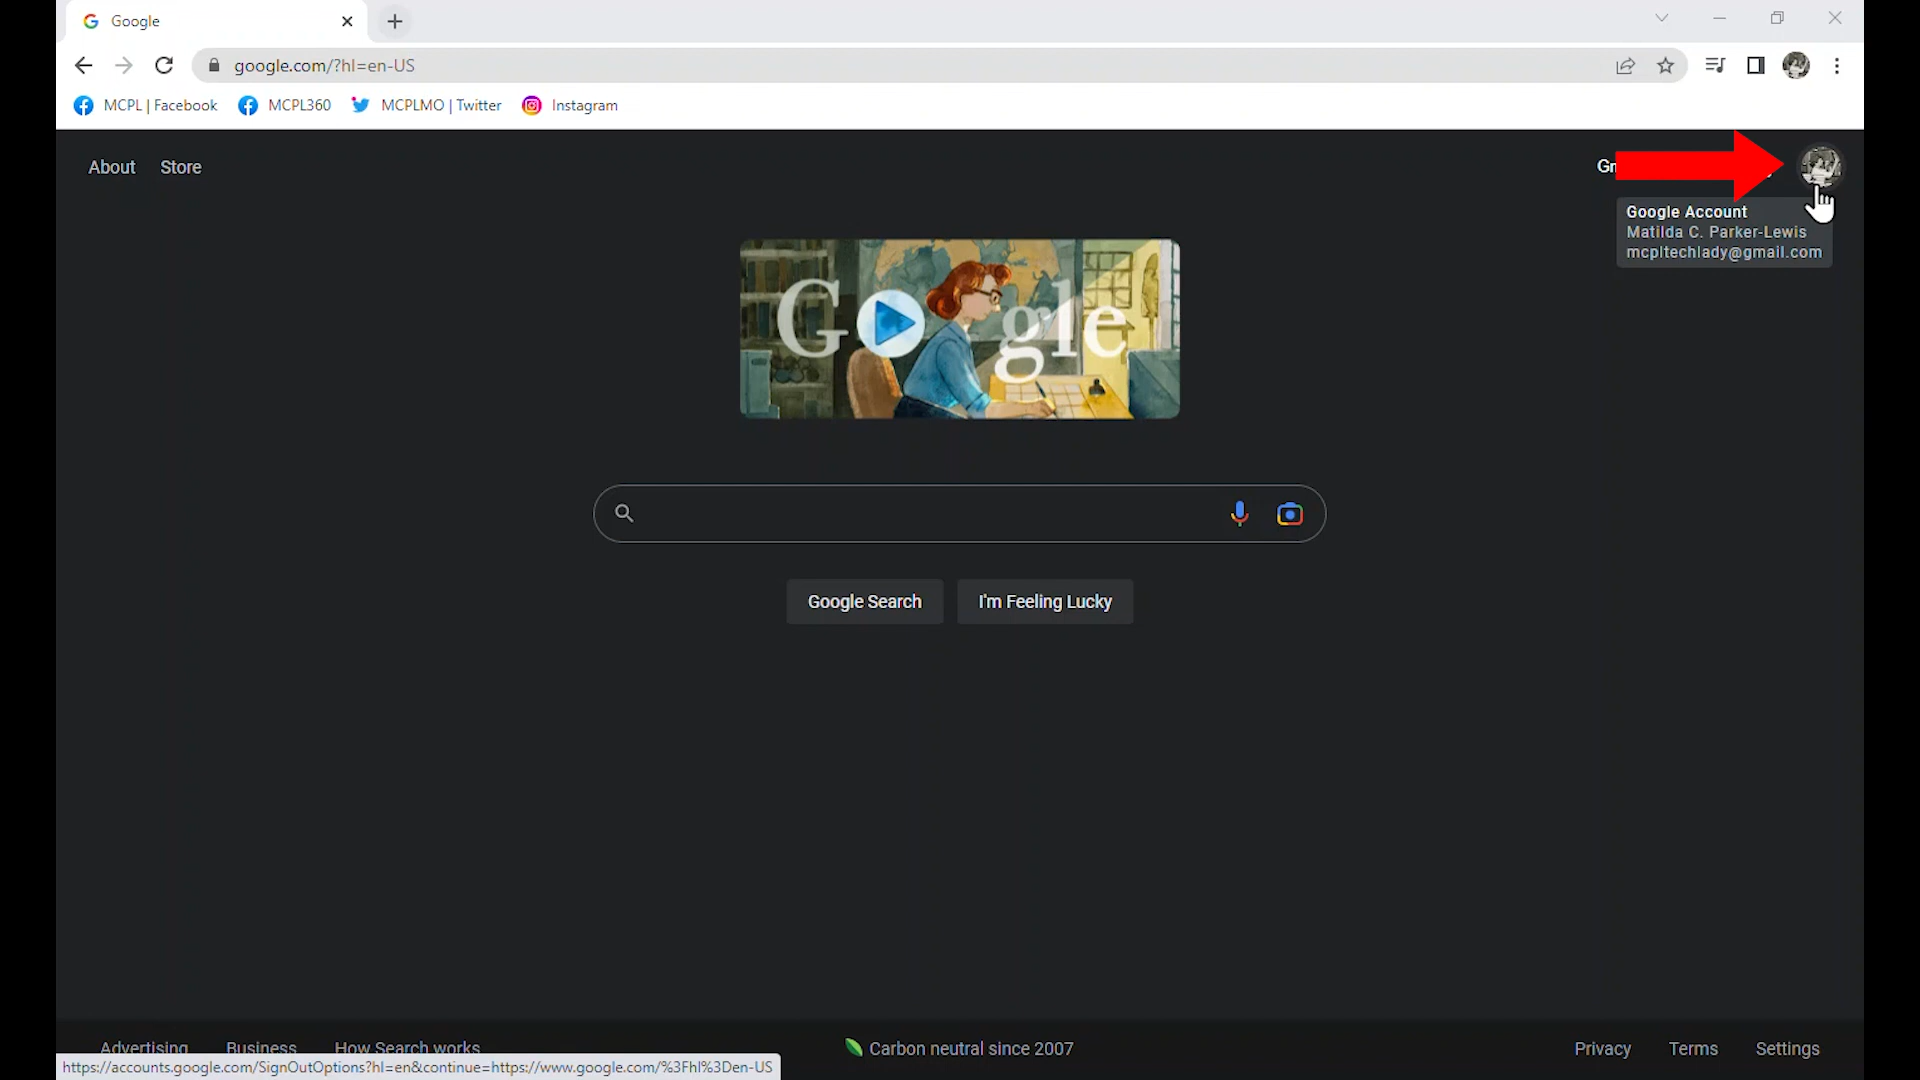 Google
google.com/?hl=en-US
MCPL | Facebook
MCPL360
MCPLMO | Twitter
Instagram
About
Store
Google Account
Matilda C. Parker-Lewis
mcpltechlady@gmail.com
G gle
Google Search
I'm Feeling Lucky
Advertising
Business
How Search works
Carbon neutral since 2007
Privacy
Terms
Settings
https://accounts.google.com/SignOutOptions?hl=en&continue=https://www.google.com/%3Fhl%3Den-US